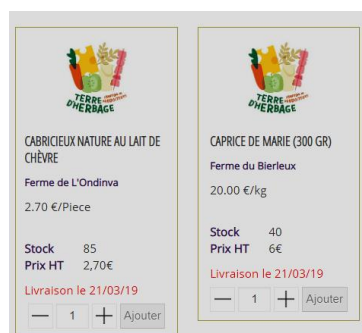 TERRE
D'HERBAGE
CABRICIEUX NATURE AU LAIT DE
CHÈVRE
Ferme de L'Ondinva
2.70 €/Piece
Stock 85
Prix HT 2,70€
Livraison le 21/03/19
— 1 + Ajouter
TERRE
D'HERBAGE
CAPRICE DE MARIE (300 GR)
Ferme du Bierleux
20.00 €/kg
Stock 40
Prix HT 6€
Livraison le 21/03/19
— 1 + Ajouter